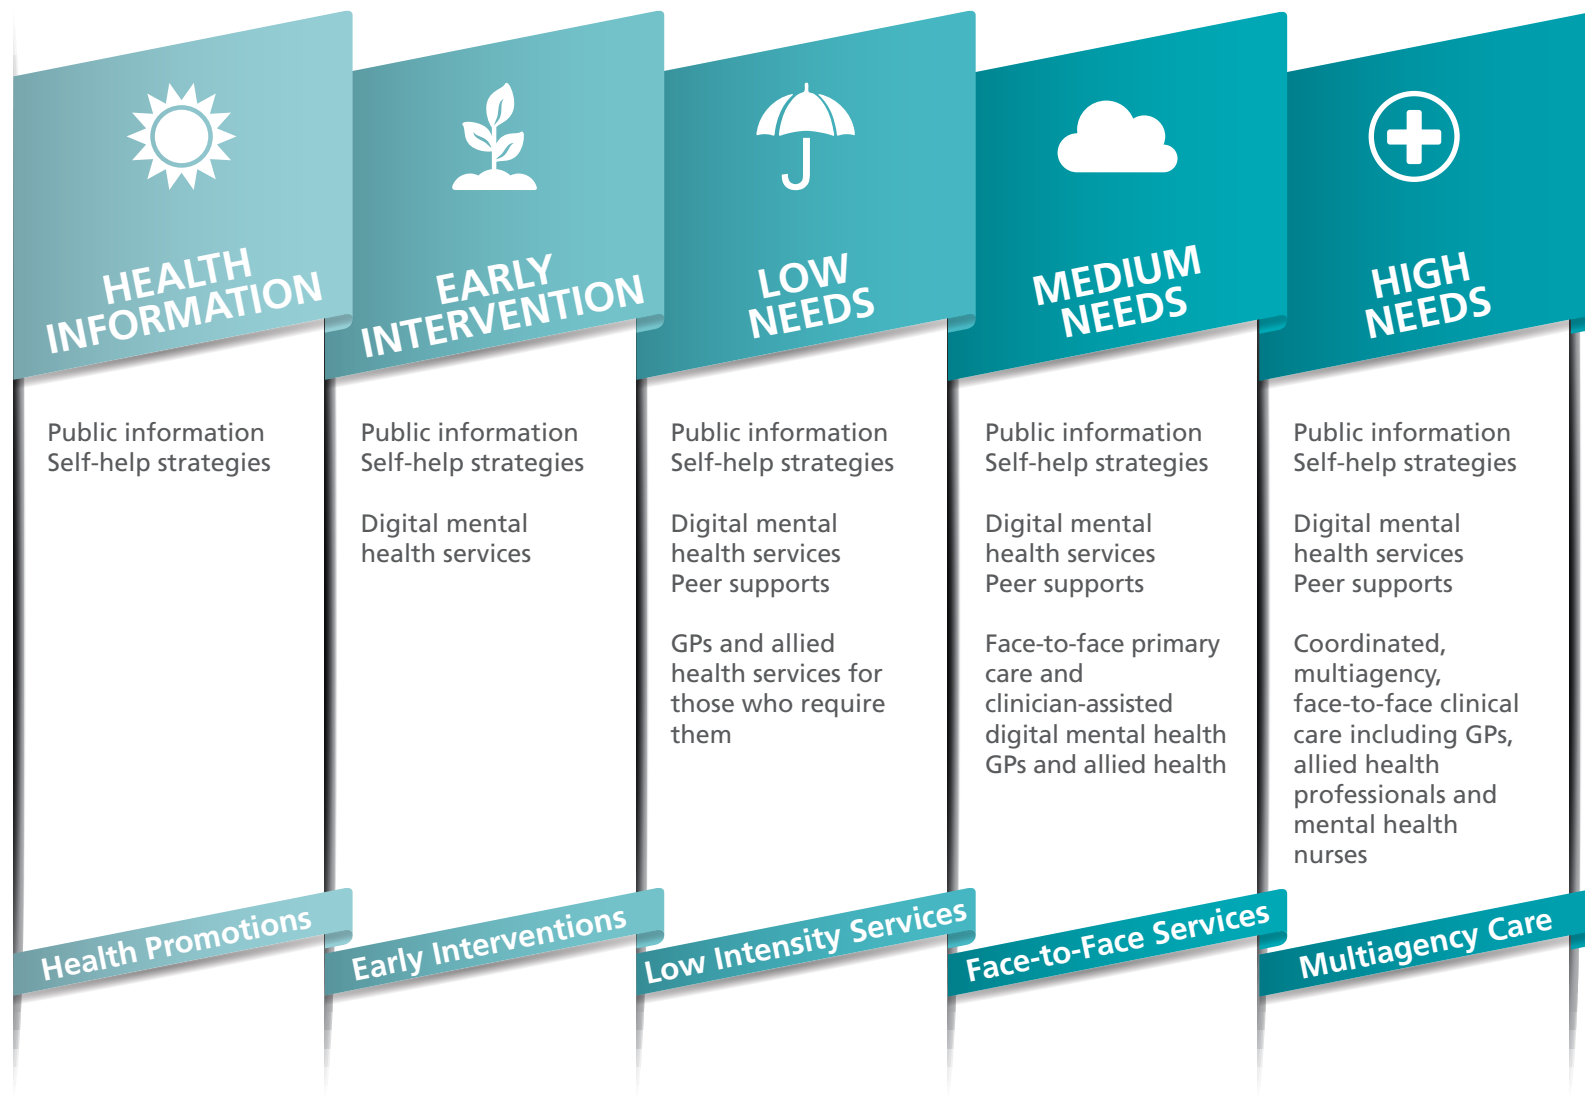 HEALTH
INFORMATION
Public information
Self-help strategies
Health Promotions
EARLY
INTERVENTION
Public information
Self-help strategies
Digital mental
health services
Early Interventions
LOW
NEEDS
Public information
Self-help strategies
Digital mental
health services
Peer supports
GPs and allied
health services for
those who require
them
Low Intensity Services
MEDIUM
NEEDS
Public information
Self-help strategies
Digital mental
health services
Peer supports
Face-to-face primary
care and
clinician-assisted
digital mental health
GPs and allied health
Face-to-Face Services
HIGH
NEEDS
Public information
Self-help strategies
Digital mental
health services
Peer supports
Coordinated,
multiagency,
face-to-face clinical
care including GPs,
allied health
professionals and
mental health
nurses
Multiagency Care